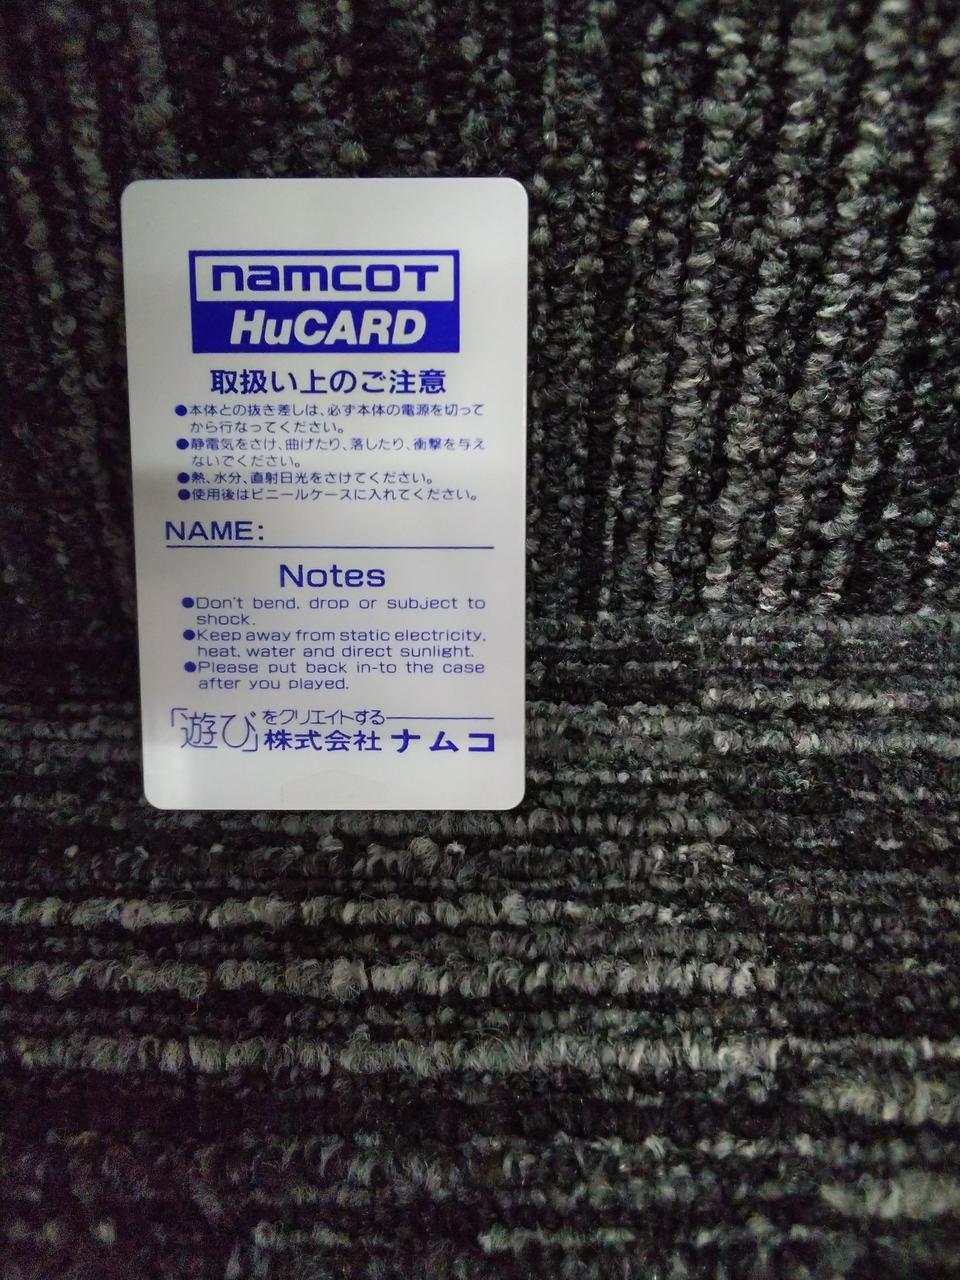 namcot
HuCARD
取扱い上のご注意
●本体との抜き差しは、必ず本体の電源を切って
から行なってください。
●静電気をさけ、曲げたり、落したり、衝撃を与え
ないでください。
●熱、水分、直射日光をさけてください。
●使用後はビニールケースに入れてください。
NAME:
Notes
●Don't bend, drop or subject to
shock.
●Keep away from static electricity,
heat, water and direct sunlight.
●Please put back in-to the case
after you played.
「遊び」をクリエイトする
株式会社ナムコ